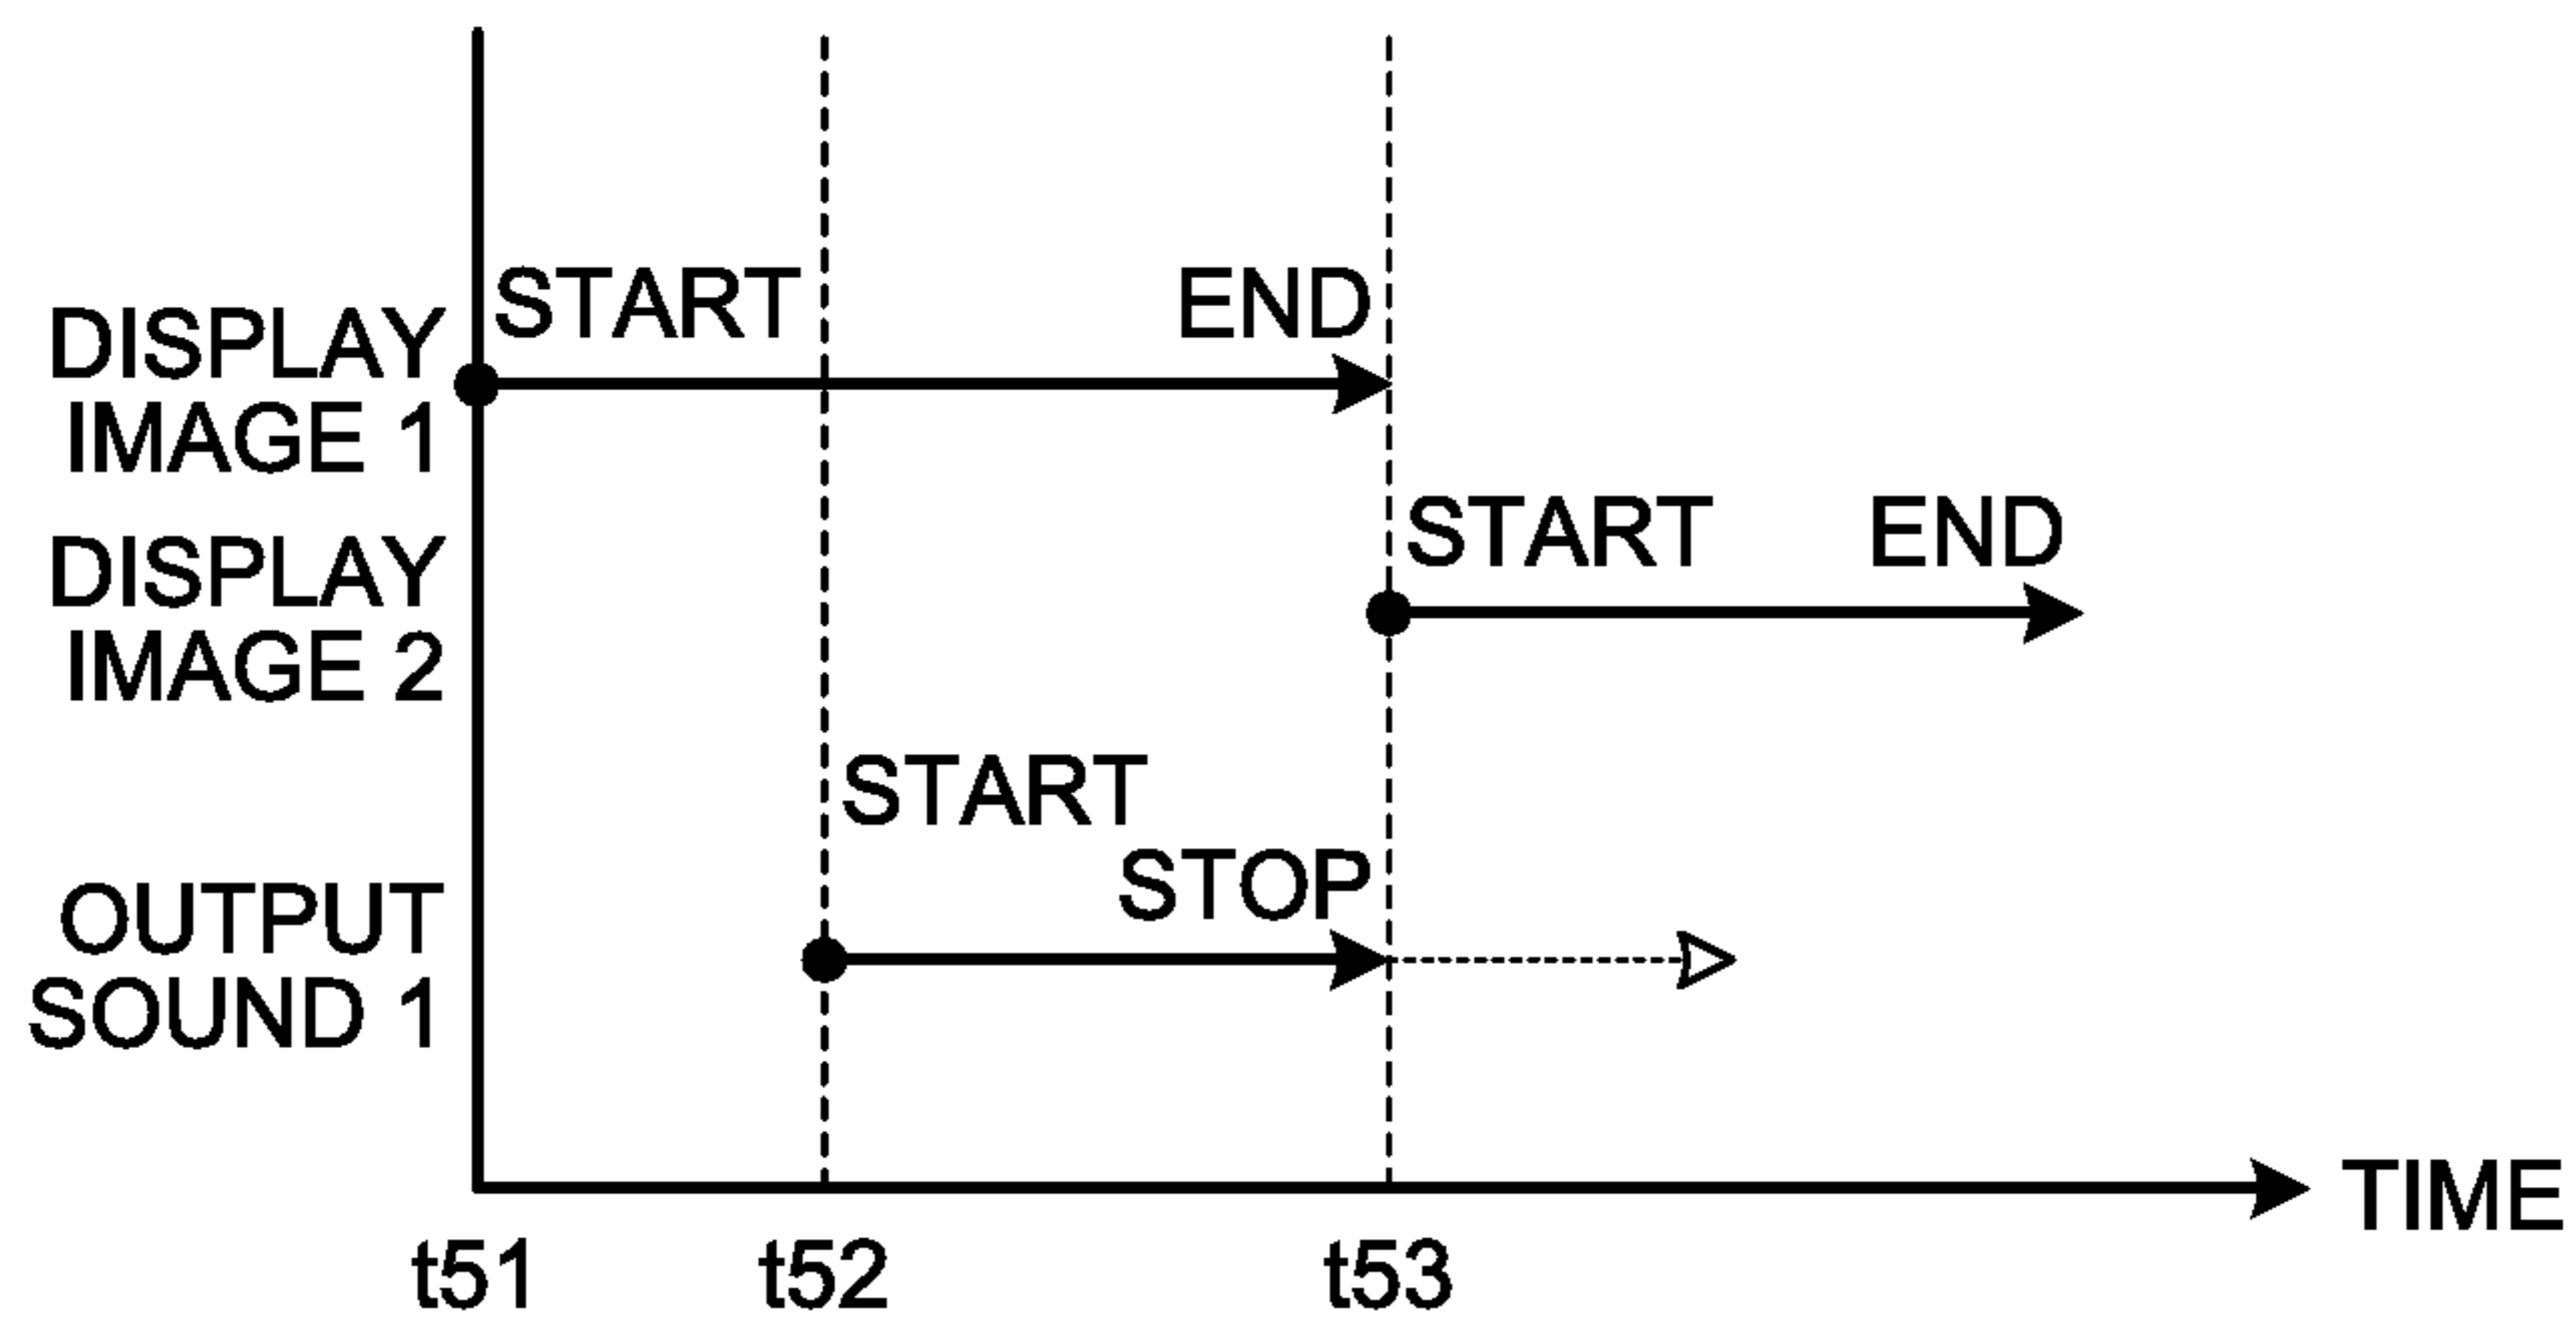 START
END
DISPLAY
IMAGE 1
START
END
DISPLAY
IMAGE 2
START
STOP
OUTPUT
SOUND 1
TIME
t51
t52
t53